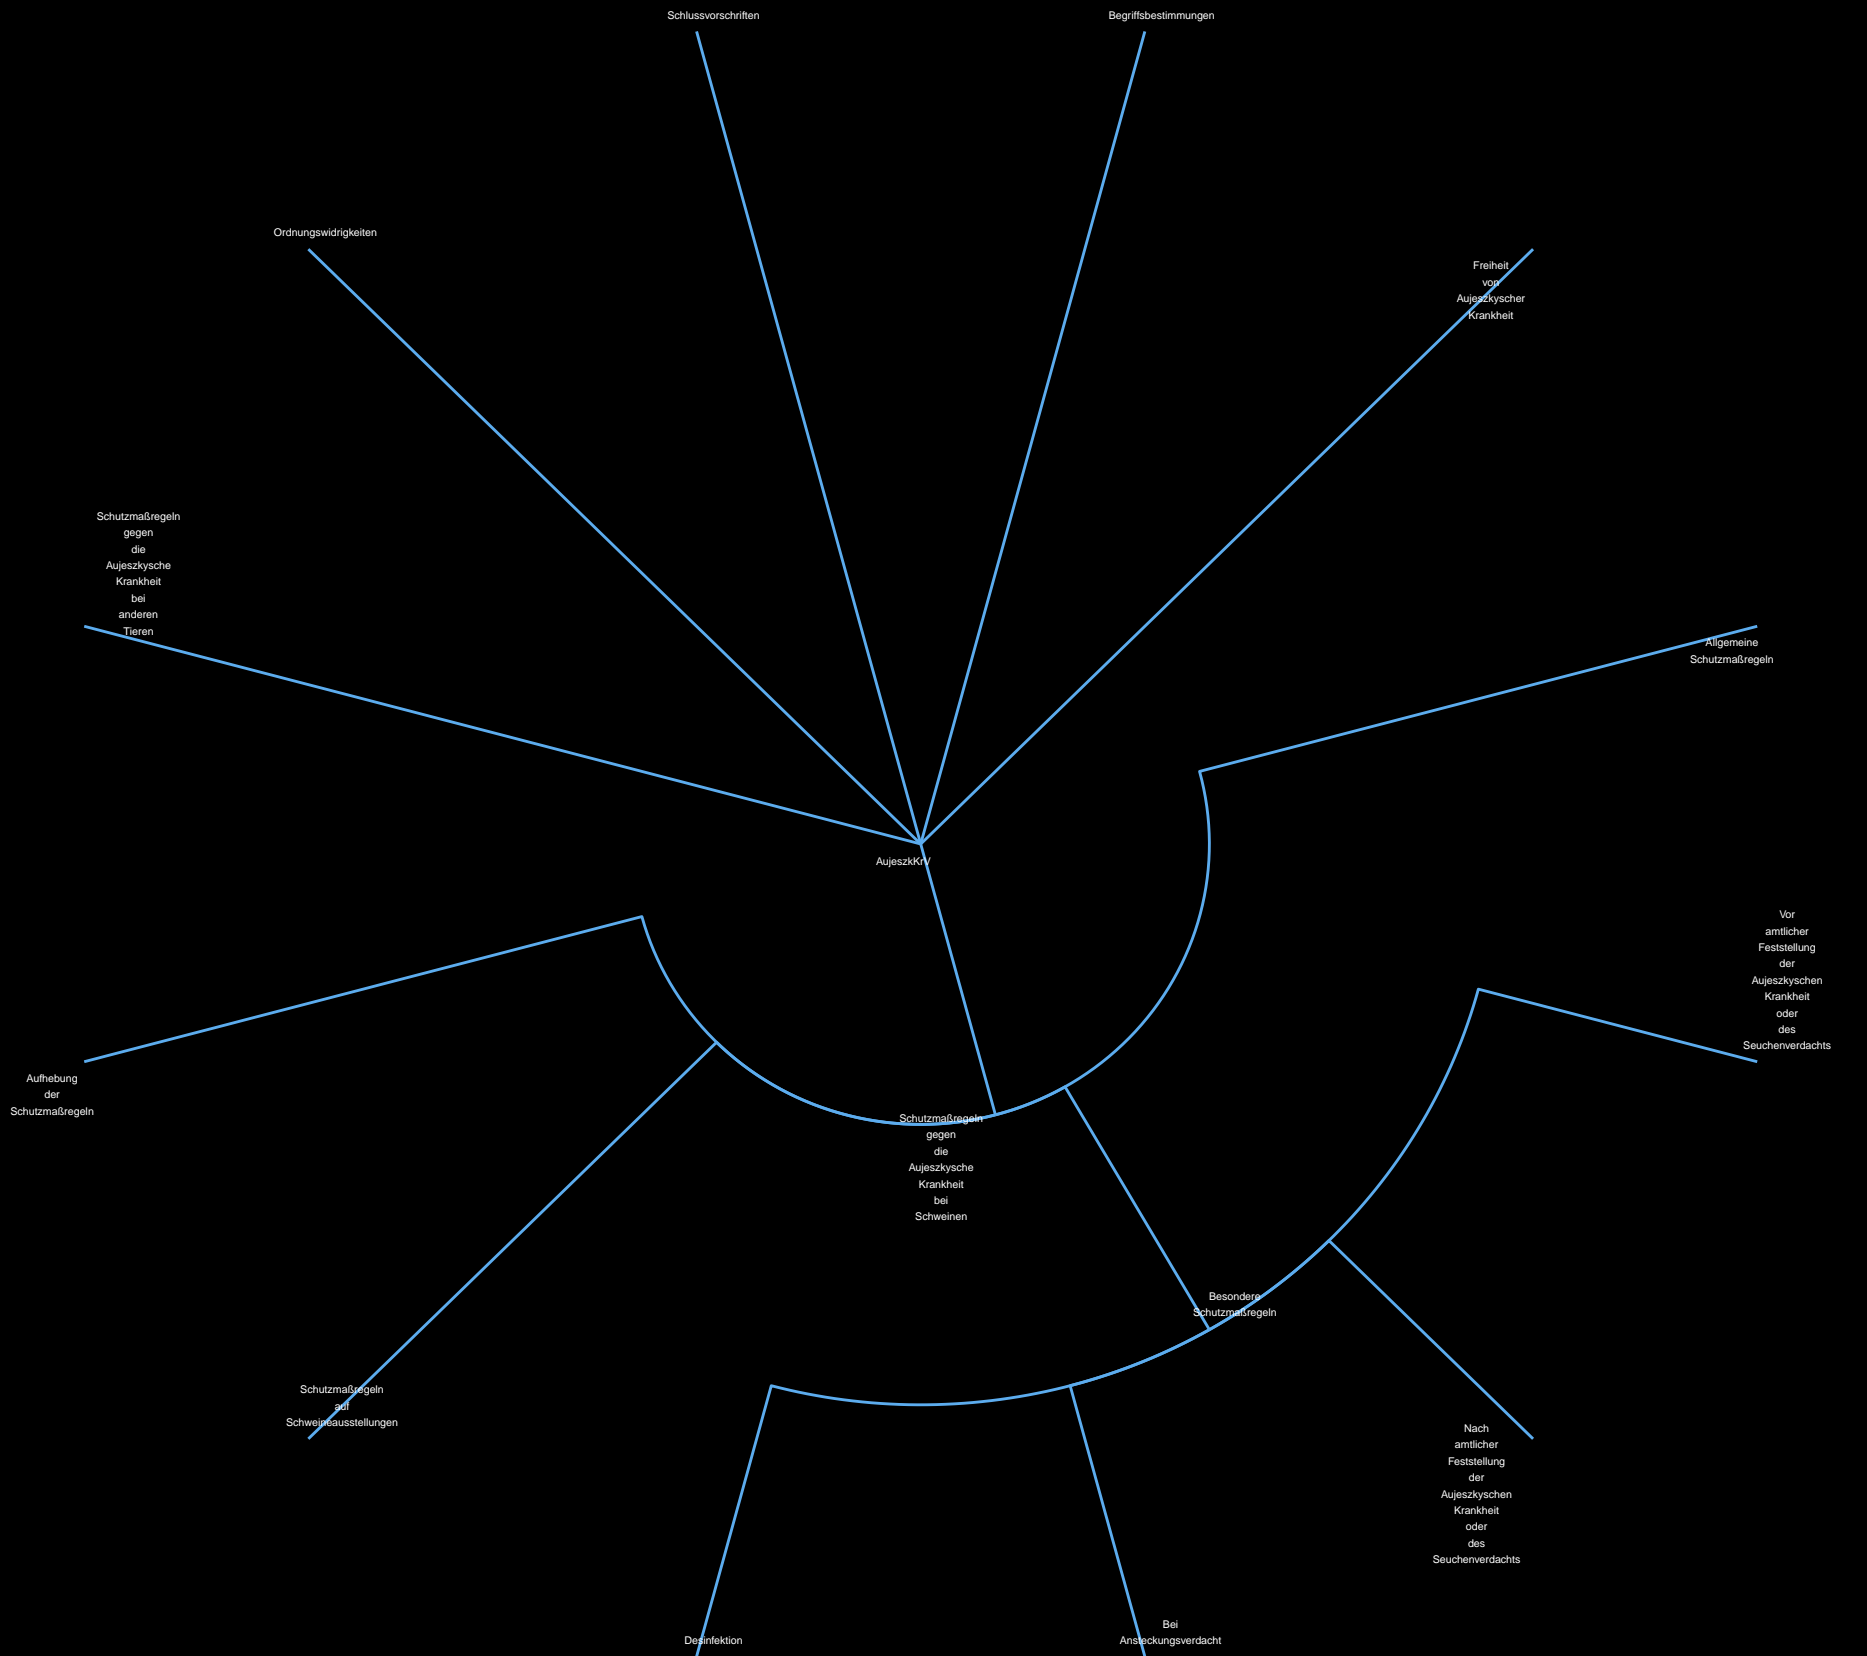 Schlussvorschriften
Begriffsbestimmungen
Ordnungswidrigkeiten
Freiheit
von
Aujeszkyscher
Krankheit
Schutzmaßregeln
gegen
die
Aujeszkysche
Krankheit
bei
anderen
Tieren
Allgemeine
Schutzmaßregeln
AujeszkKrV
Vor
amtlicher
Feststellung
der
Aujeszkyschen
Krankheit
oder
des
Seuchenverdachts
Aufhebung
der
Schutzmaßregeln
Schutzmaßregeln
gegen
die
Aujeszkysche
Krankheit
bei
Schweinen
Besondere
Schutzmaßregeln
Schutzmaßregeln
auf
Schweineausstellungen
Nach
amtlicher
Feststellung
der
Aujeszkyschen
Krankheit
oder
des
Seuchenverdachts
Desinfektion
Bei
Ansteckungsverdacht